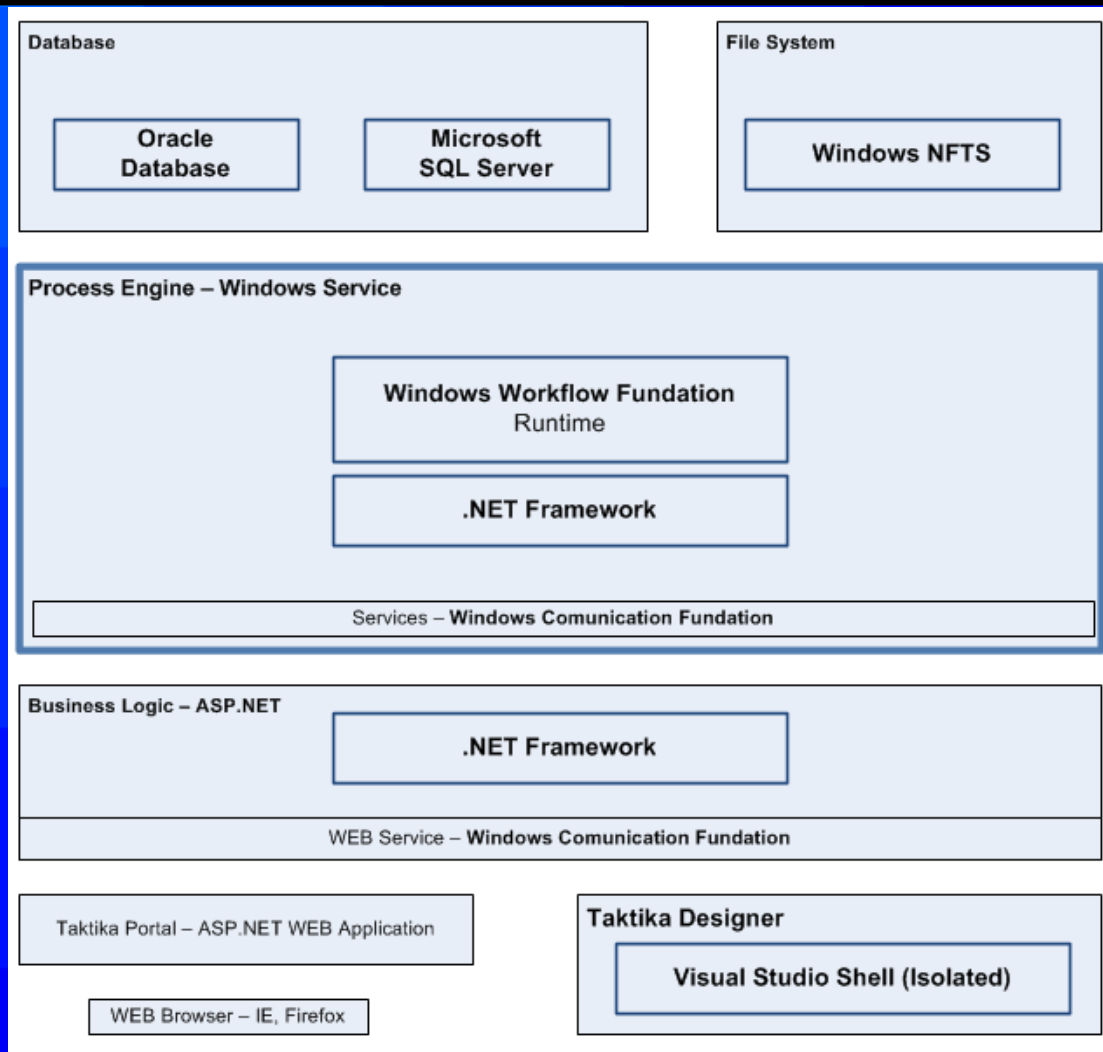 Database
File System
Oracle
Database
Microsoft
SQL Server
Windows NFTS
Process Engine – Windows Service
Windows Workflow Fundation
Runtime
.NET Framework
Services – Windows Comunication Fundation
Business Logic – ASP.NET
.NET Framework
WEB Service – Windows Comunication Fundation
Taktika Portal – ASP.NET WEB Application
Taktika Designer
Visual Studio Shell (Isolated)
WEB Browser – IE, Firefox